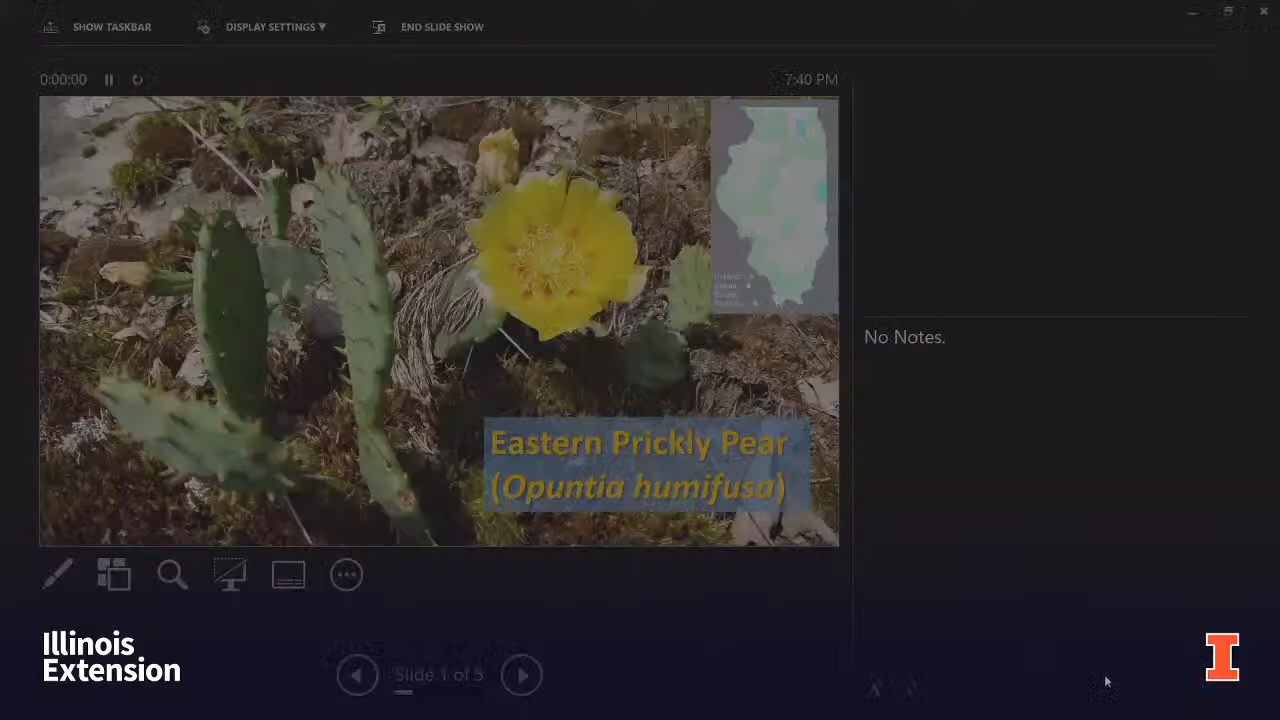 SHOW TASKBAR
DISPLAY SETTINGS ▼
END SLIDE SHOW
0:00:00
7:40 PM
No Notes.
Eastern Prickly Pear
(Opuntia humifusa)
Illinois
Extension
Slide 1 of 5
I